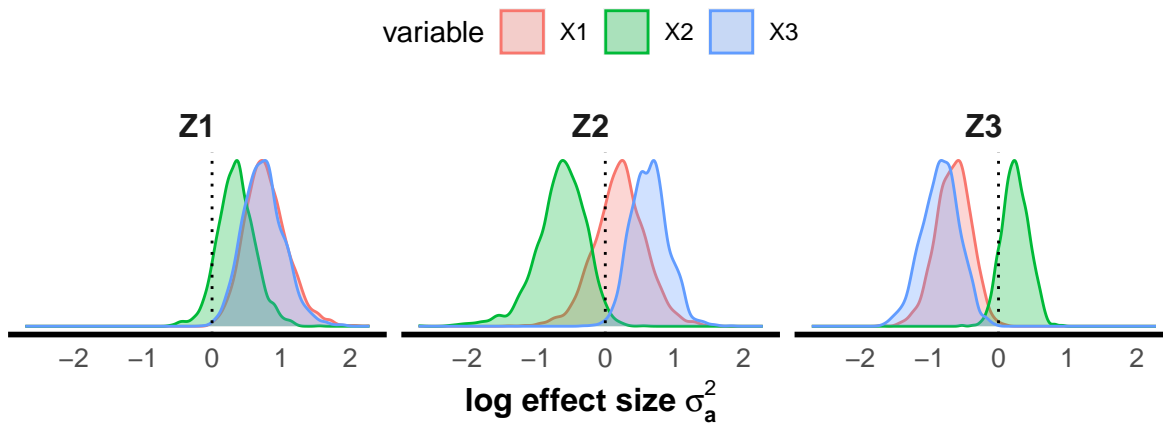 variable X1 X2 X3
Z1 Z2 Z3
−2 −1 0 1 2 −2 −1 0 1 2 −2 −1 0 1 2
log effect size σₐ²